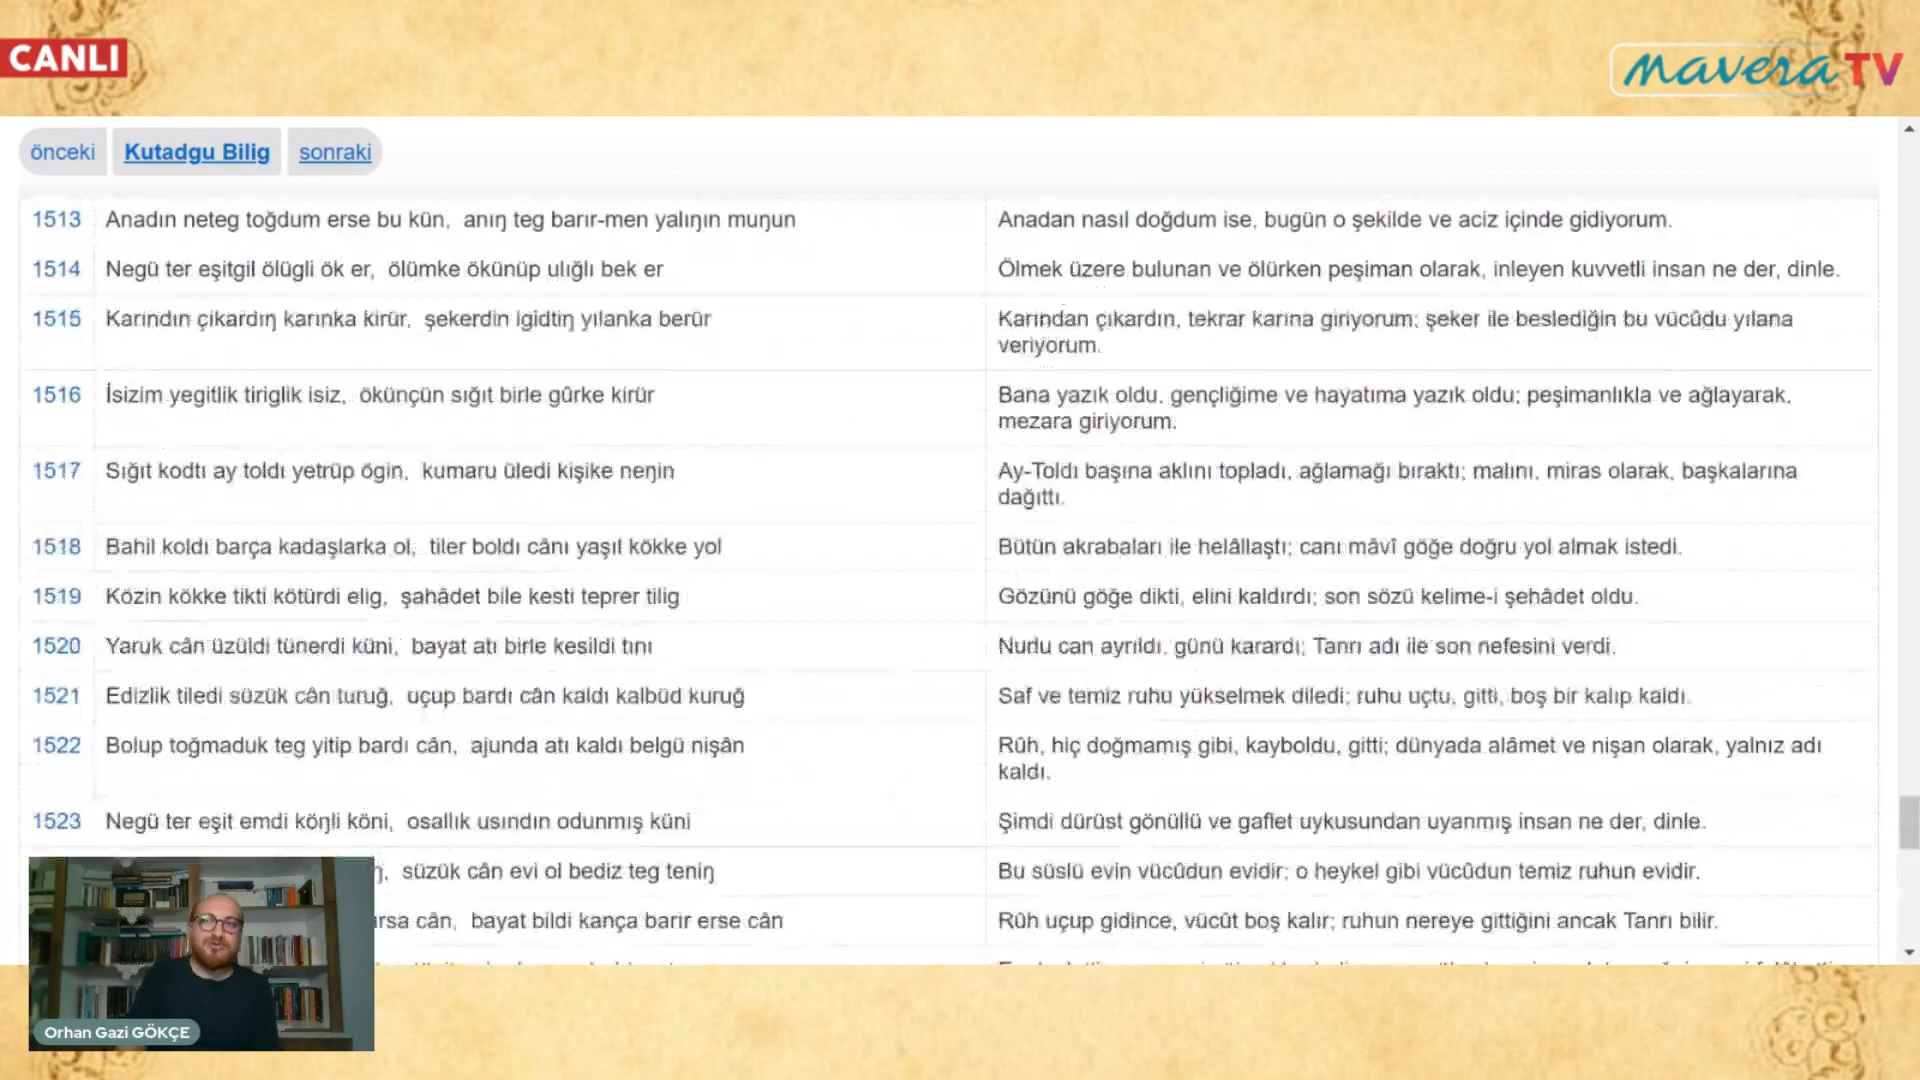 CANLI
mavera TV
önceki
Kutadgu Bilig
sonraki
1513 Anadın neteg toğdum erse bu kün, anıŋ teg barır-men yalıŋın muŋun Anadan nasıl doğdum ise, bugün o şekilde ve aciz içinde gidiyorum.
1514 Negü ter eşitgil ölügli ök er, ölümke ökünüp ulığlı bek er Ölmek üzere bulunan ve ölürken peşiman olarak, inleyen kuvvetli insan ne der, dinle.
1515 Karındın çıkardıŋ karınka kirür, şekerdin igidtiŋ yılanka berür Karından çıkardın, tekrar karına giriyorum; şeker ile beslediğin bu vücûdu yılana
veriyorum.
1516 İsizim yegitlik tiriglik isiz, ökünçün sığıt birle gûrke kirür Bana yazık oldu, gençliğime ve hayatıma yazık oldu; peşimanlıkla ve ağlayarak,
mezara giriyorum.
1517 Sığıt kodtı ay toldı yetrüp ögin, kumaru üledi kişike neŋin Ay-Toldı başına aklını topladı, ağlamağı bıraktı; malını, miras olarak, başkalarına
dağıttı.
1518 Bahil koldı barça kadaşlarka ol, tiler boldı cânı yaşıl kökke yol Bütün akrabaları ile helâllaştı; canı mâvî göğe doğru yol almak istedi.
1519 Közin kökke tikti kötürdi elig, şahâdet bile kesti teprer tilig Gözünü göğe dikti, elini kaldırdı; son sözü kelime-i şehâdet oldu.
1520 Yaruk cân üzüldi tünerdi küni, bayat atı birle kesildi tını Nurlu can ayrıldı, günü karardı; Tanrı adı ile son nefesini verdi.
1521 Edizlik tiledi süzük cân turuğ, uçup bardı cân kaldı kalbüd kuruğ Saf ve temiz ruhu yükselmek diledi; ruhu uçtu, gitti, boş bir kalıp kaldı.
1522 Bolup toğmaduk teg yitip bardı cân, ajunda atı kaldı belgü nişân Rûh, hiç doğmamış gibi, kayboldu, gitti; dünyada alâmet ve nişan olarak, yalnız adı
kaldı.
1523 Negü ter eşit emdi köŋli köni, osallık usındın odunmış küni Şimdi dürüst gönüllü ve gaflet uykusundan uyanmış insan ne der, dinle.
ŋ, süzük cân evi ol bediz teg teniŋ Bu süslü evin vücûdun evidir; o heykel gibi vücûdun temiz ruhun evidir.
rsa cân, bayat bildi kança barır erse cân Rûh uçup gidince, vücût boş kalır; ruhun nereye gittiğini ancak Tanrı bilir.
Orhan Gazi GÖKÇE